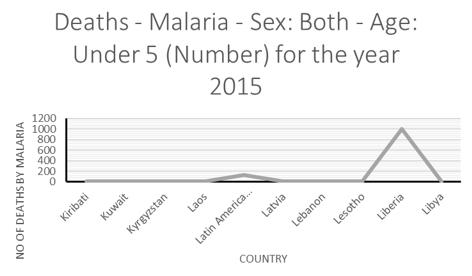 Deaths - Malaria - Sex: Both - Age:
Under 5 (Number) for the year
2015
NO OF DEATHS BY MALARIA
1200
1000
800
600
400
200
0
Kiribati
Kuwait
Kyrgyzstan
Laos
Latin America...
Latvia
Lebanon
Lesotho
Liberia
Libya
COUNTRY